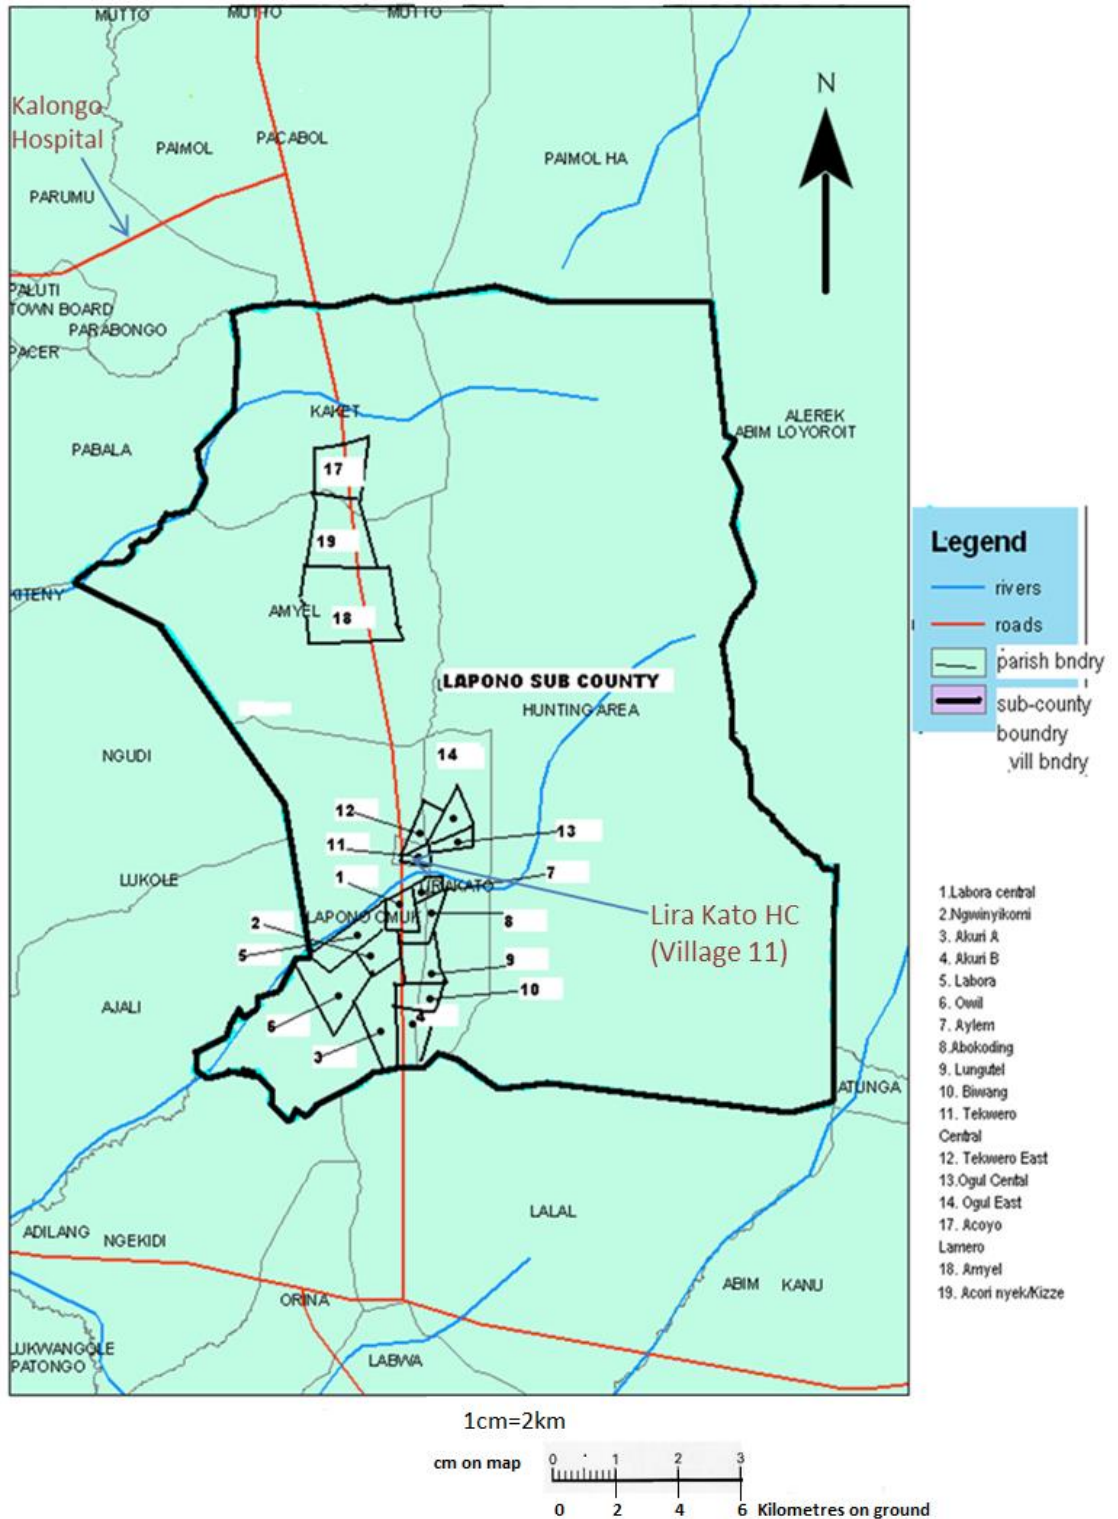 MUTTO
MUTTO
MUTTO
N
Kalongo
Hospital
PAIMOL
PACABOL
PAIMOL HA
PARUMU
PALUTI
TOWN BOARD
PARABONGO
PACER
KAKET
ALEREK
ABIM LOYOROIT
PABALA
17
19
KITENY
AMYEL
18
LAPONO SUB COUNTY
HUNTING AREA
NGUDI
14
12
13
11
LUKOLE
1
7
LIRAKATO
LAPONO OMUK
2
8
Lira Kato HC
(Village 11)
5
9
10
AJALI
6
4
3
ATUNGA
LALAL
ADILANG
NGEKIDI
ABIM
KANU
ORINA
LUKWANGOLE
PATONGO
LABWA
Legend
rivers
roads
parish bndry
sub-county
boundry
vill bndry
1.Labora central
2.Ngwinyikomi
3. Akuri A
4. Akuri B
5. Labora
6. Owil
7. Aylem
8.Abokoding
9. Lungutel
10. Biwang
11. Tekwero
Central
12. Tekwero East
13.Ogul Cental
14. Ogul East
17. Acoyo
Lamero
18. Amyel
19. Acori nyek/Kizze
1cm=2km
cm on map
0 1 2 3
0 2 4 6 Kilometres on ground